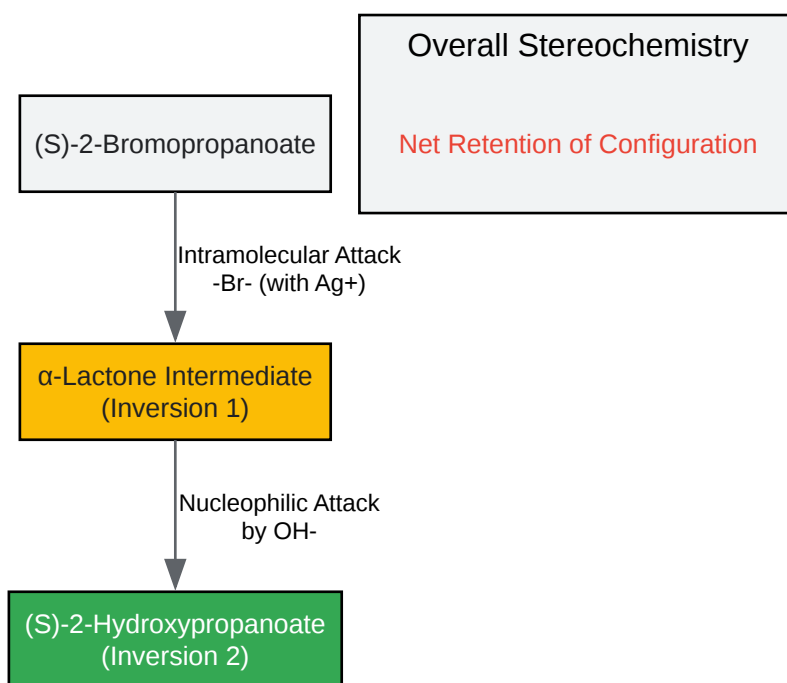 Overall Stereochemistry
Net Retention of Configuration
(S)-2-Bromopropanoate
Intramolecular Attack
-Br- (with Ag+)
α-Lactone Intermediate
(Inversion 1)
Nucleophilic Attack
by OH-
(S)-2-Hydroxypropanoate
(Inversion 2)